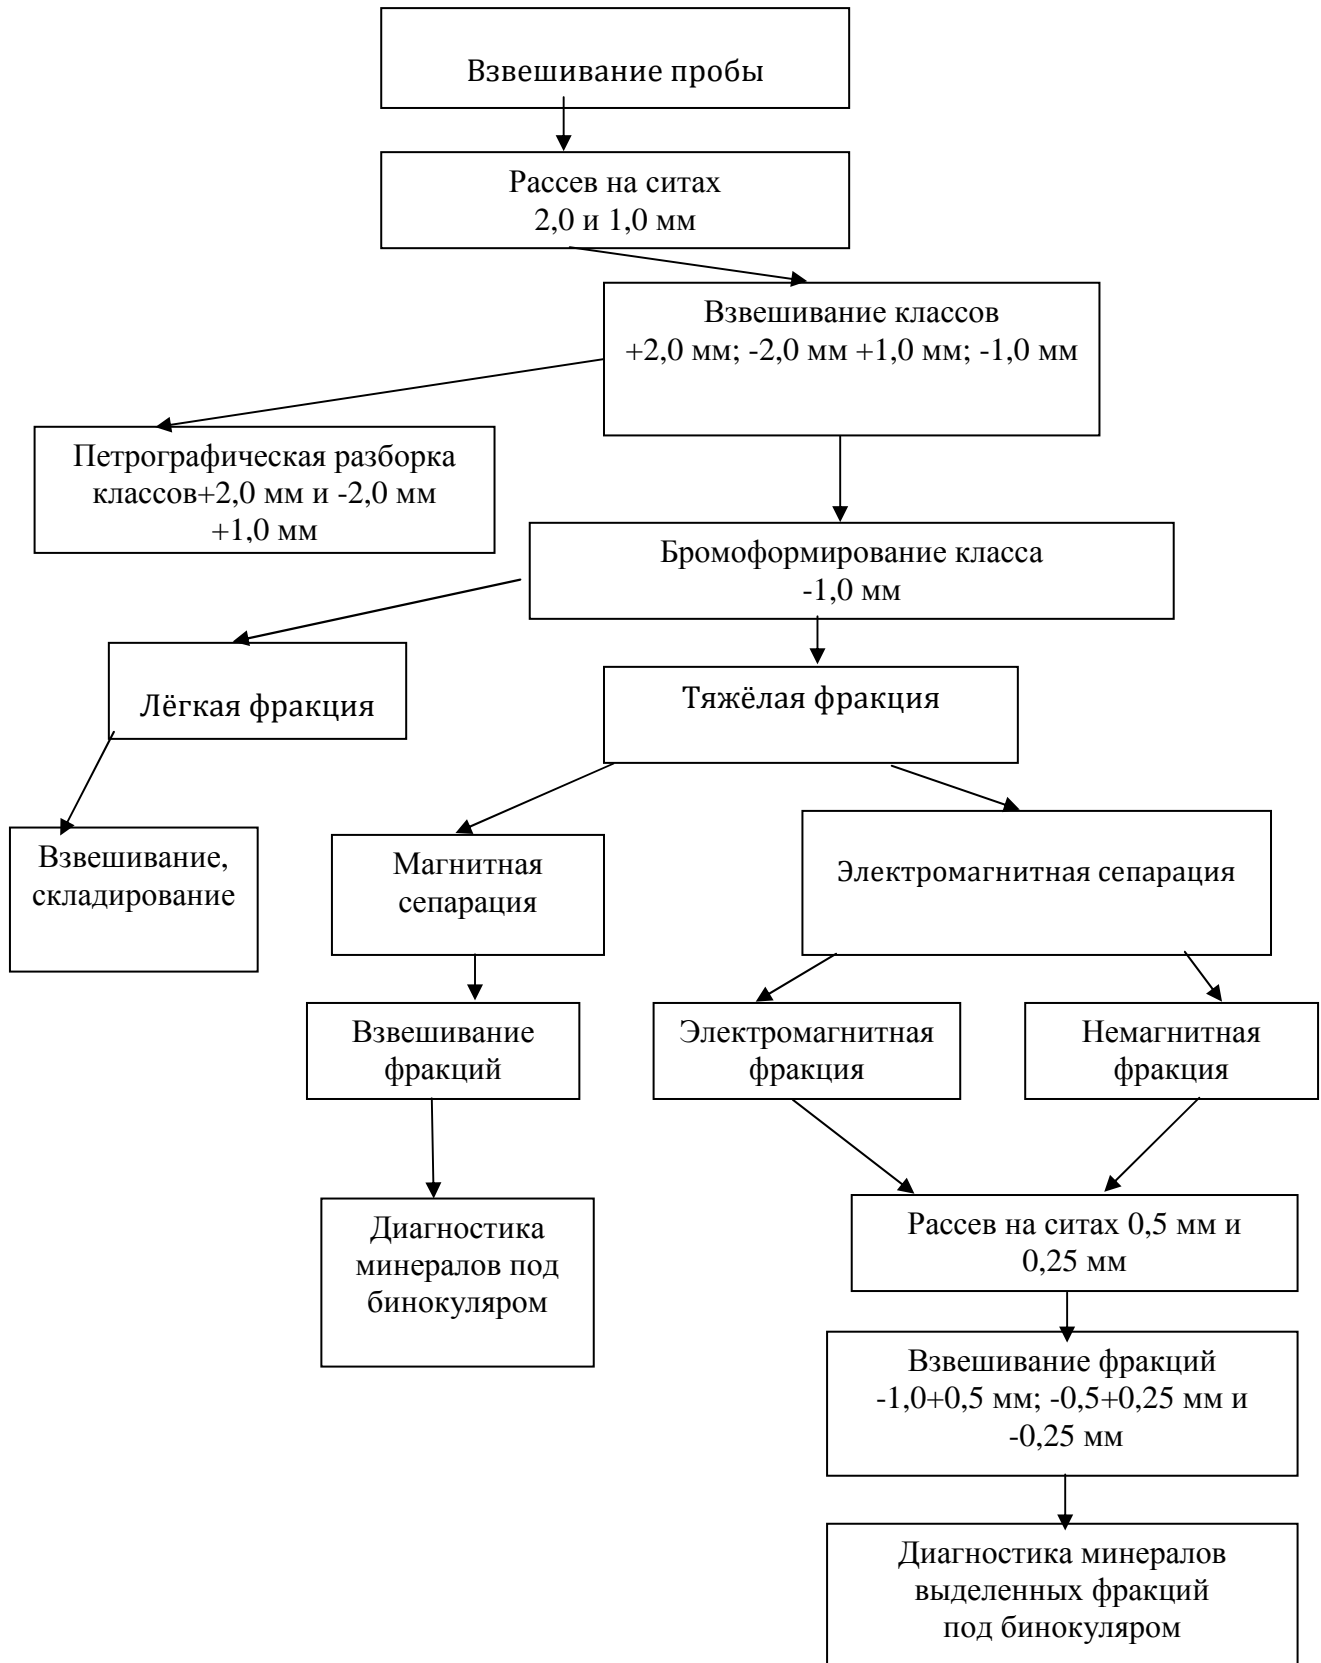 Взвешивание пробы
Рассев на ситах
2,0 и 1,0 мм
Взвешивание классов
+2,0 мм; -2,0 мм +1,0 мм; -1,0 мм
Петрографическая разборка
классов+2,0 мм и -2,0 мм
+1,0 мм
Бромоформирование класса
-1,0 мм
Лёгкая фракция
Тяжёлая фракция
Взвешивание,
складирование
Магнитная
сепарация
Электромагнитная сепарация
Взвешивание
фракций
Электромагнитная
фракция
Немагнитная
фракция
Диагностика
минералов под
бинокуляром
Рассев на ситах 0,5 мм и
0,25 мм
Взвешивание фракций
-1,0+0,5 мм; -0,5+0,25 мм и
-0,25 мм
Диагностика минералов
выделенных фракций
под бинокуляром